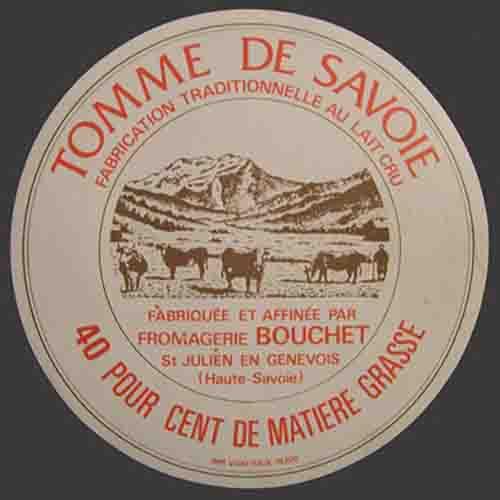 TOMME DE SAVOIE
FABRICATION TRADITIONNELLE AU LAIT CRU
FABRIQUÉE ET AFFINÉE PAR
FROMAGERIE BOUCHET
St JULIEN EN GENEVOIS
(Haute-Savoie)
40 POUR CENT DE MATIERE GRASSE